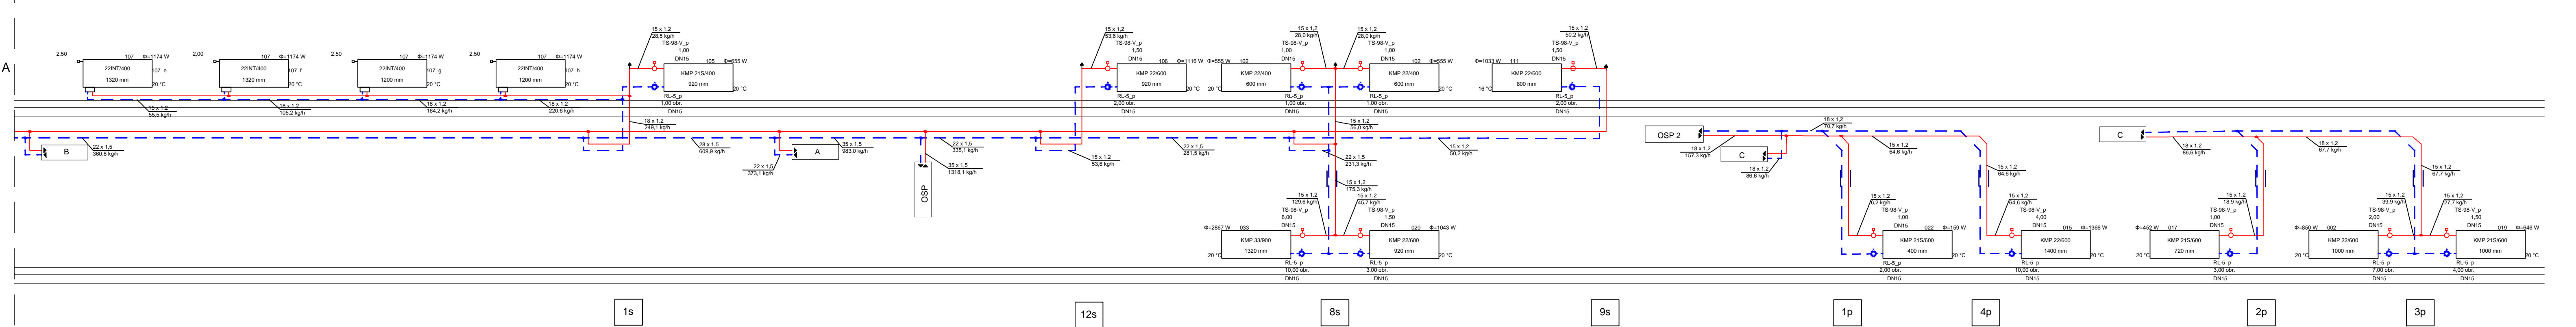 A
2,50
107 Φ=1174 W
22INT/400
107_e
1320 mm
20 °C
15 x 1,2
55,5 kg/h
2,00
107 Φ=1174 W
22INT/400
107_f
1320 mm
20 °C
18 x 1,2
105,2 kg/h
2,50
107 Φ=1174 W
22INT/400
107_g
1200 mm
20 °C
18 x 1,2
164,2 kg/h
2,50
107 Φ=1174 W
22INT/400
107_h
1200 mm
20 °C
18 x 1,2
220,6 kg/h
15 x 1,2
28,5 kg/h
TS-98-V_p
1,00
DN15
105 Φ=655 W
KMP 21S/400
920 mm
20 °C
RL-5_p
1,00 obr.
DN15
18 x 1,2
249,1 kg/h
B
22 x 1,5
360,8 kg/h
28 x 1,5
609,9 kg/h
22 x 1,5
373,1 kg/h
A
35 x 1,5
983,0 kg/h
OSP
22 x 1,5
335,1 kg/h
35 x 1,5
1318,1 kg/h
15 x 1,2
53,6 kg/h
TS-98-V_p
1,50
DN15
106 Φ=1116 W
KMP 22/600
920 mm
20 °C
RL-5_p
2,00 obr.
DN15
15 x 1,2
53,6 kg/h
22 x 1,5
281,5 kg/h
15 x 1,2
28,0 kg/h
TS-98-V_p
1,00
DN15
Φ=555 W 102
KMP 22/400
600 mm
20 °C
RL-5_p
1,00 obr.
DN15
15 x 1,2
28,0 kg/h
TS-98-V_p
1,00
DN15
102 Φ=555 W
KMP 22/400
600 mm
20 °C
RL-5_p
1,00 obr.
DN15
15 x 1,2
56,0 kg/h
22 x 1,5
231,3 kg/h
15 x 1,2
175,3 kg/h
15 x 1,2
129,6 kg/h
TS-98-V_p
6,00
DN15
Φ=2867 W 033
KMP 33/900
1320 mm
20 °C
RL-5_p
10,00 obr.
DN15
15 x 1,2
45,7 kg/h
TS-98-V_p
1,50
DN15
020 Φ=1043 W
KMP 22/600
920 mm
20 °C
RL-5_p
3,00 obr.
DN15
15 x 1,2
50,2 kg/h
TS-98-V_p
1,50
DN15
Φ=1033 W 111
KMP 22/600
800 mm
16 °C
RL-5_p
2,00 obr.
DN15
15 x 1,2
50,2 kg/h
OSP 2
18 x 1,2
157,3 kg/h
C
18 x 1,2
86,6 kg/h
18 x 1,2
70,7 kg/h
15 x 1,2
64,6 kg/h
15 x 1,2
64,6 kg/h
15 x 1,2
6,2 kg/h
TS-98-V_p
1,00
DN15
022 Φ=159 W
KMP 21S/600
400 mm
20 °C
RL-5_p
2,00 obr.
DN15
15 x 1,2
64,6 kg/h
TS-98-V_p
4,00
DN15
015 Φ=1366 W
KMP 22/600
1400 mm
20 °C
RL-5_p
10,00 obr.
DN15
C
18 x 1,2
86,6 kg/h
18 x 1,2
67,7 kg/h
15 x 1,2
67,7 kg/h
15 x 1,2
18,9 kg/h
TS-98-V_p
1,00
DN15
Φ=452 W 017
KMP 21S/600
720 mm
20 °C
RL-5_p
3,00 obr.
DN15
15 x 1,2
39,9 kg/h
TS-98-V_p
2,00
DN15
Φ=850 W 002
KMP 22/600
1000 mm
20 °C
RL-5_p
7,00 obr.
DN15
15 x 1,2
27,7 kg/h
TS-98-V_p
1,50
DN15
019 Φ=646 W
KMP 21S/600
1000 mm
20 °C
RL-5_p
4,00 obr.
DN15
1s
12s
8s
9s
1p
4p
2p
3p